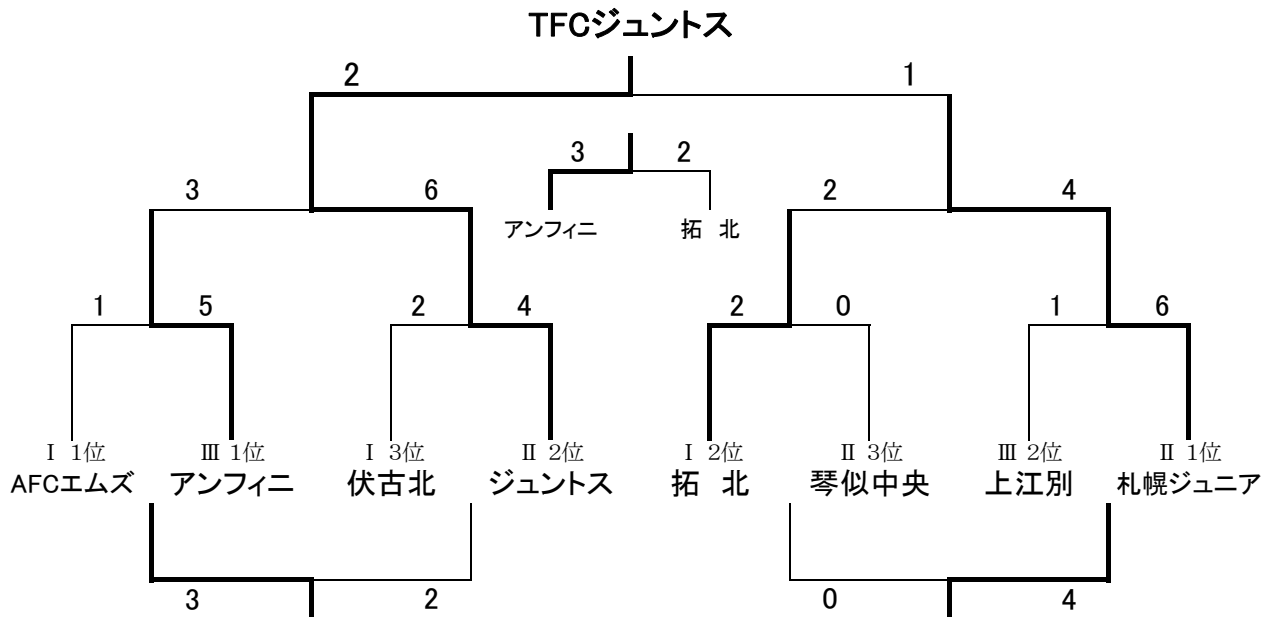 TFCジュントス
2 1
3 2
3 6 2 4
アンフィニ 拓 北
1 5 2 4 2 0 1 6
Ⅰ 1位 Ⅲ 1位 Ⅰ 3位 Ⅱ 2位 Ⅰ 2位 Ⅱ 3位 Ⅲ 2位 Ⅱ 1位
AFCエムズ アンフィニ 伏古北 ジュントス 拓 北 琴似中央 上江別 札幌ジュニア
3 2 0 4